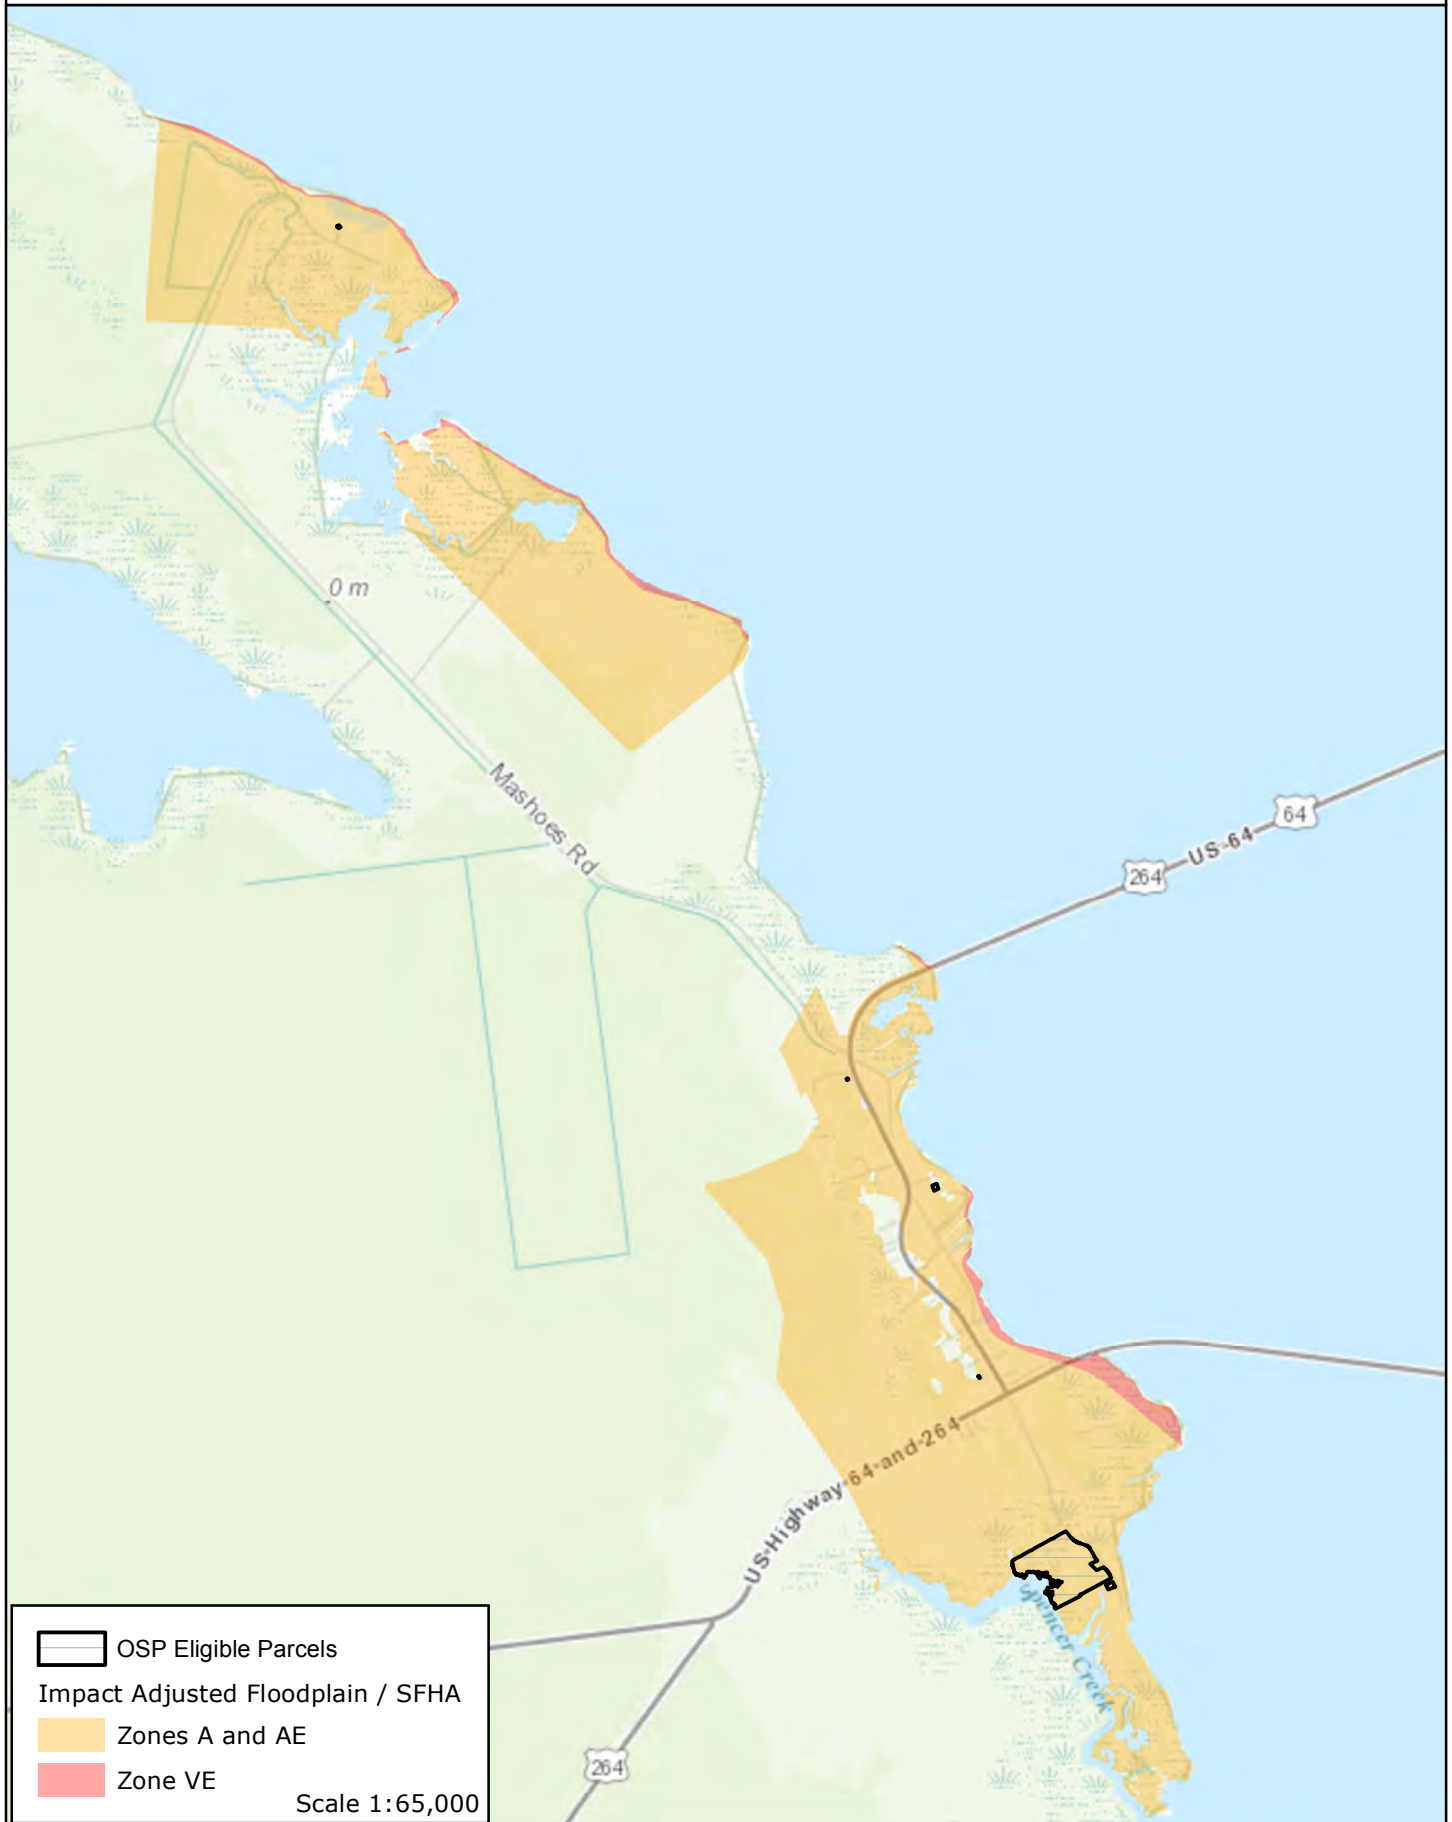 0 m
Mashoes Rd
64
US-64
264
US-Highway-64-and-264
Spencer Creek
264
OSP Eligible Parcels
Impact Adjusted Floodplain / SFHA
Zones A and AE
Zone VE
Scale 1:65,000